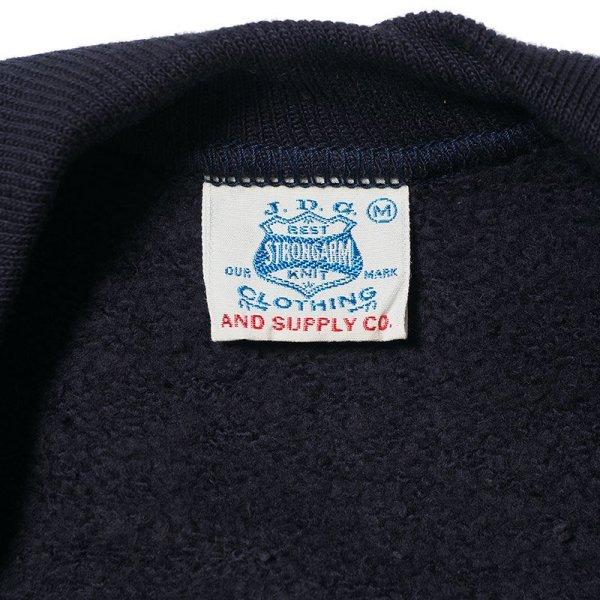 J. D. G. M
BEST
STRONGARM
OUR KNIT MARK
CLOTHING
AND SUPPLY CO.